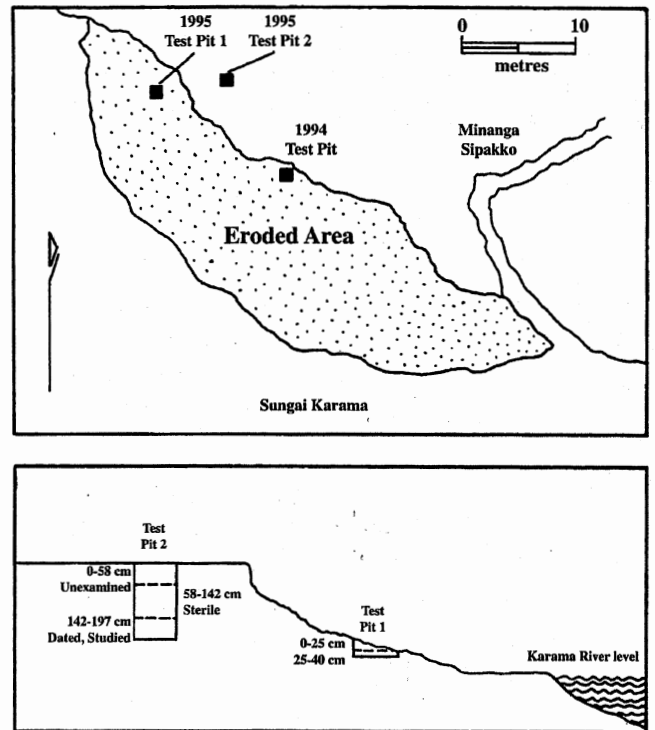 1995
Test Pit 1
1995
Test Pit 2
0 10
metres
1994
Test Pit
Minanga
Sipakko
Eroded Area
Sungai Karama
Test
Pit 2
0-58 cm
Unexamined
58-142 cm
Sterile
142-197 cm
Dated, Studied
Test
Pit 1
0-25 cm
25-40 cm
Karama River level